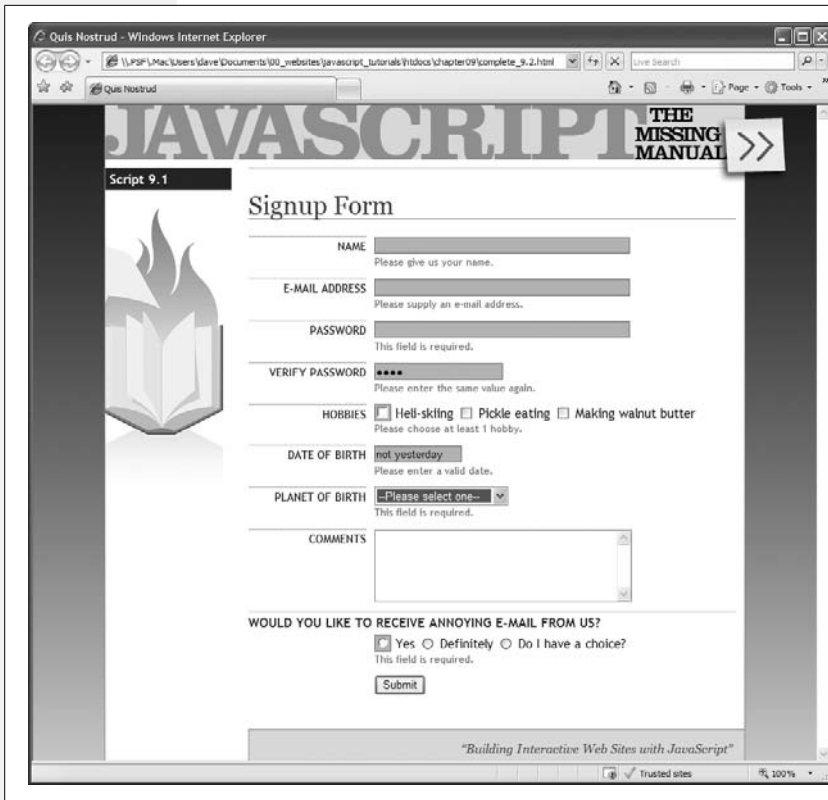 Quis Nostrud - Windows Internet Explorer
\\.PSF\.Mac\Users\dave\Documents\00_websites\javascript_tutorials\htdocs\chapter09\complete_9.2.html
Live Search
Quis Nostrud
Page
Tools
JAVASCRIPT
THE
MISSING
MANUAL
Script 9.1
Signup Form
NAME
Please give us your name.
E-MAIL ADDRESS
Please supply an e-mail address.
PASSWORD
This field is required.
VERIFY PASSWORD ••••
Please enter the same value again.
HOBBIES Heli-skiing Pickle eating Making walnut butter
Please choose at least 1 hobby.
DATE OF BIRTH not yesterday
Please enter a valid date.
PLANET OF BIRTH --Please select one--
This field is required.
COMMENTS
WOULD YOU LIKE TO RECEIVE ANNOYING E-MAIL FROM US?
Yes Definitely Do I have a choice?
This field is required.
Submit
"Building Interactive Web Sites with JavaScript"
Trusted sites
100%